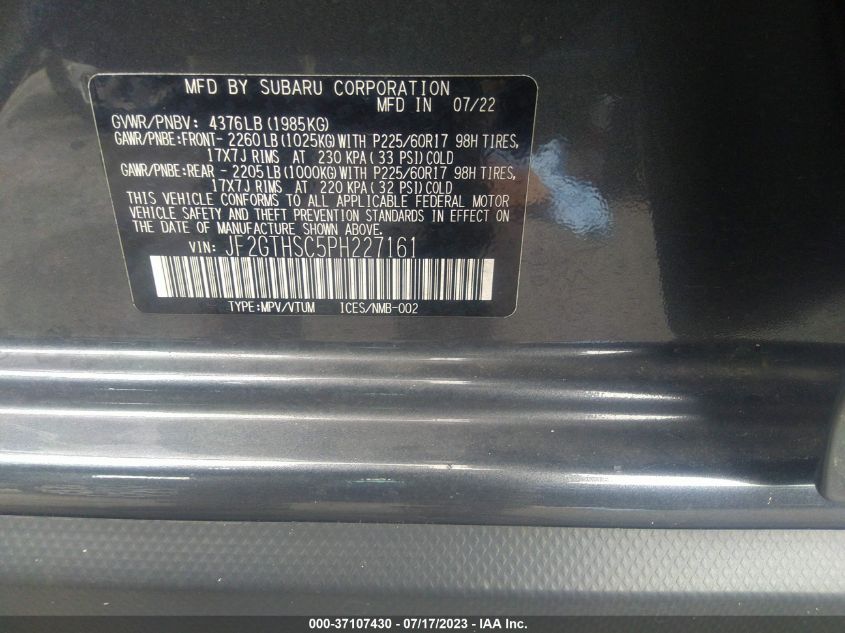 MFD BY SUBARU CORPORATION
MFD IN 07/22
GVWR/PNBV: 4376LB(1985KG)
GAWR/PNBE:FRONT- 2260LB(1025KG)WITH P225/60R17 98H TIRES,
17X7J RIMS AT 230 KPA(33 PSI)COLD
GAWR/PNBE:REAR - 2205LB(1000KG)WITH P225/60R17 98H TIRES,
17X7J RIMS AT 220 KPA(32 PSI)COLD
THIS VEHICLE CONFORMS TO ALL APPLICABLE FEDERAL MOTOR
VEHICLE SAFETY AND THEFT PREVENTION STANDARDS IN EFFECT ON
THE DATE OF MANUFACTURE SHOWN ABOVE.
VIN: JF2GTHSC5PH227161
TYPE:MPV/VTUM ICES/NMB-002
000-37107430 - 07/17/2023 - IAA Inc.